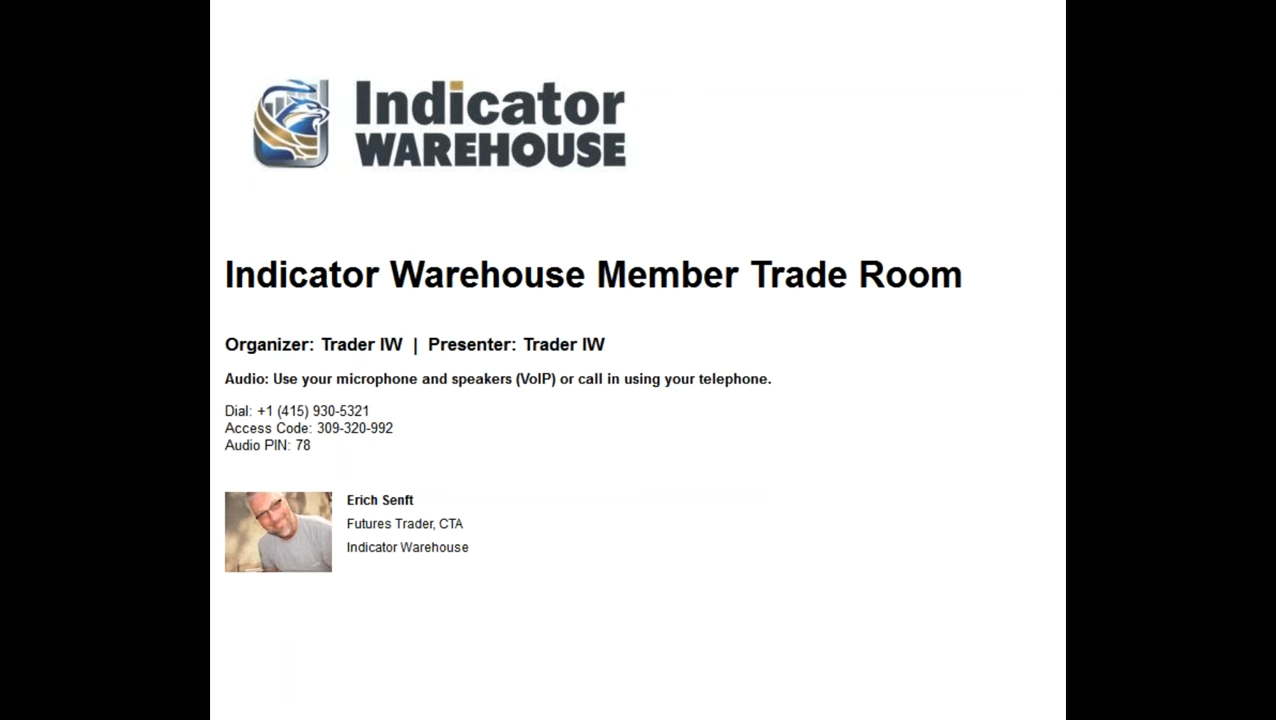 Indicator
WAREHOUSE
Indicator Warehouse Member Trade Room
Organizer: Trader IW | Presenter: Trader IW
Audio: Use your microphone and speakers (VoIP) or call in using your telephone.
Dial: +1 (415) 930-5321
Access Code: 309-320-992
Audio PIN: 78
Erich Senft
Futures Trader, CTA
Indicator Warehouse